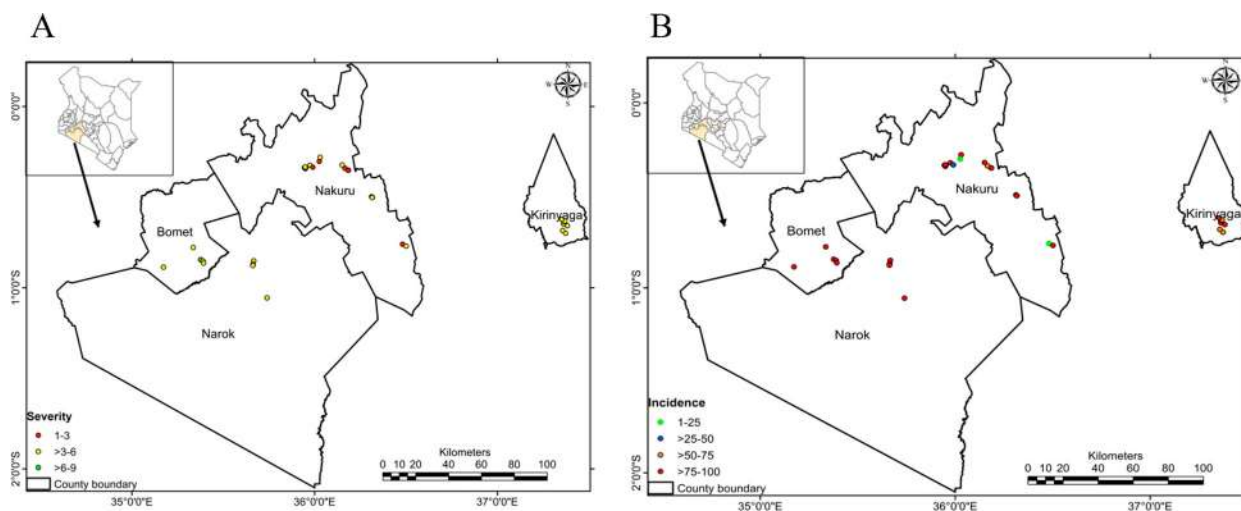 A
N
W E
S
0°0'0"
Nakuru
Kirinyaga
Bomet
1°0'0"S
Narok
Severity
1-3
>3-6
>6-9
County boundary
Kilometers
0 10 20 40 60 80 100
2°0'0"S
35°0'0"E 36°0'0"E 37°0'0"E
B
N
W E
S
0°0'0"
Nakuru
Kirinyaga
Bomet
1°0'0"S
Narok
Incidence
1-25
>25-50
>50-75
>75-100
County boundary
Kilometers
0 10 20 40 60 80 100
2°0'0"S
35°0'0"E 36°0'0"E 37°0'0"E